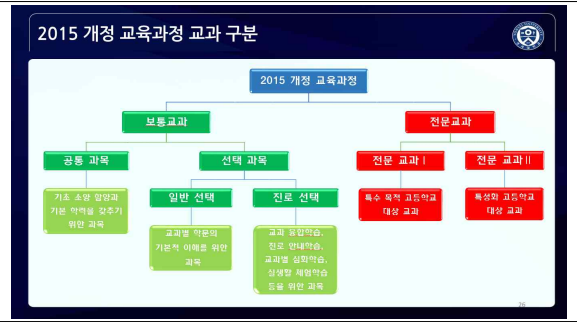 2015 개정 교육과정 교과 구분
2015 개정 교육과정
보통교과
전문교과
공통 과목
선택 과목
전문 교과Ⅰ
전문 교과Ⅱ
기초 소양 함양과
기본 학력을 갖추기
위한 과목
일반 선택
진로 선택
특수 목적 고등학교
대상 교과
특성화 고등학교
대상 교과
교과별 학문의
기본적 이해를 위한
과목
교과 융합학습,
진로 안내학습,
교과별 심화학습,
실생활 체험학습
등을 위한 과목
26